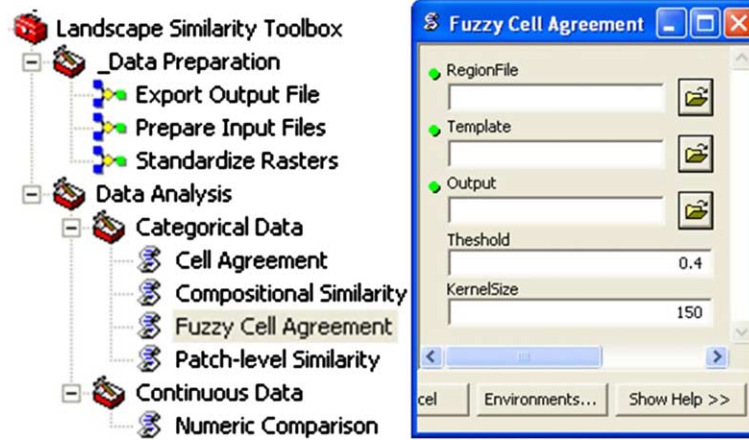 Landscape Similarity Toolbox
_Data Preparation
Export Output File
Prepare Input Files
Standardize Rasters
Data Analysis
Categorical Data
Cell Agreement
Compositional Similarity
Fuzzy Cell Agreement
Patch-level Similarity
Continuous Data
Numeric Comparison
Fuzzy Cell Agreement
RegionFile
Template
Output
Theshold
0.4
KernelSize
150
cel
Environments...
Show Help >>